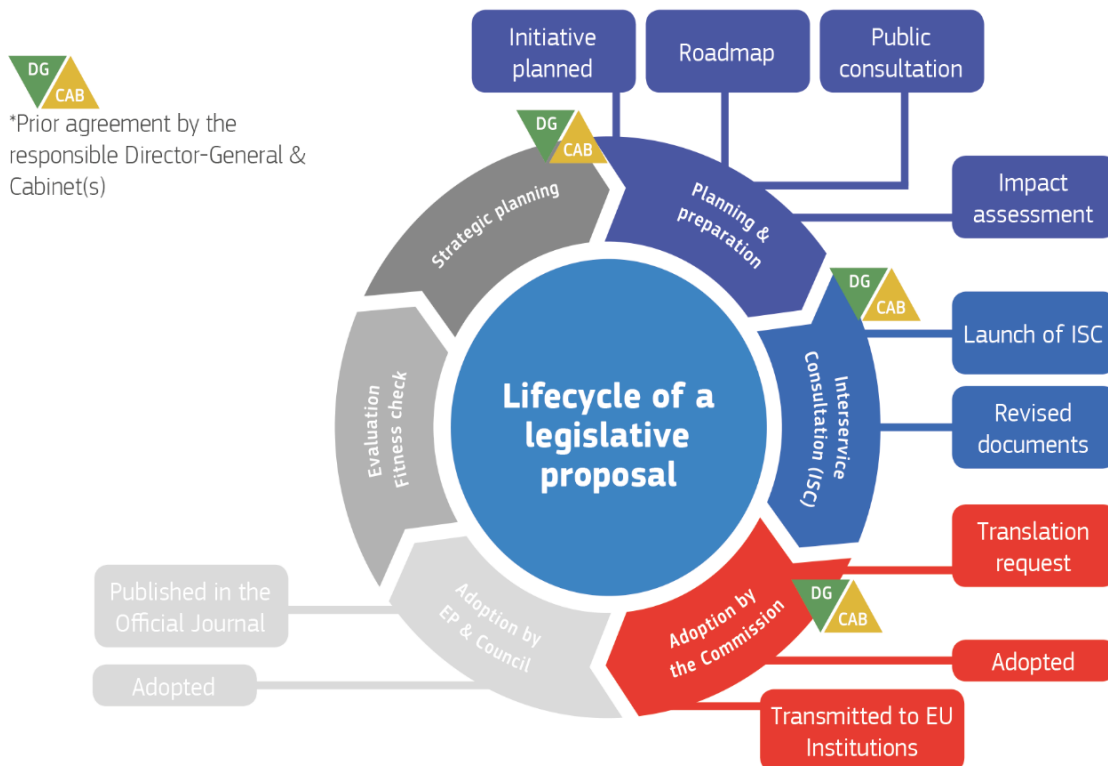 DG
CAB
*Prior agreement by the
responsible Director-General &
Cabinet(s)
Initiative
planned
Roadmap
Public
consultation
Impact
assessment
DG
CAB
Strategic planning
Planning &
preparation
DG
CAB
Launch of ISC
Interservice
Consultation (ISC)
Revised
documents
Lifecycle of a
legislative
proposal
Evaluation
Fitness check
Translation
request
DG
CAB
Adoption by
the Commission
Adopted
Transmitted to EU
Institutions
Adoption by
EP & Council
Published in the
Official Journal
Adopted